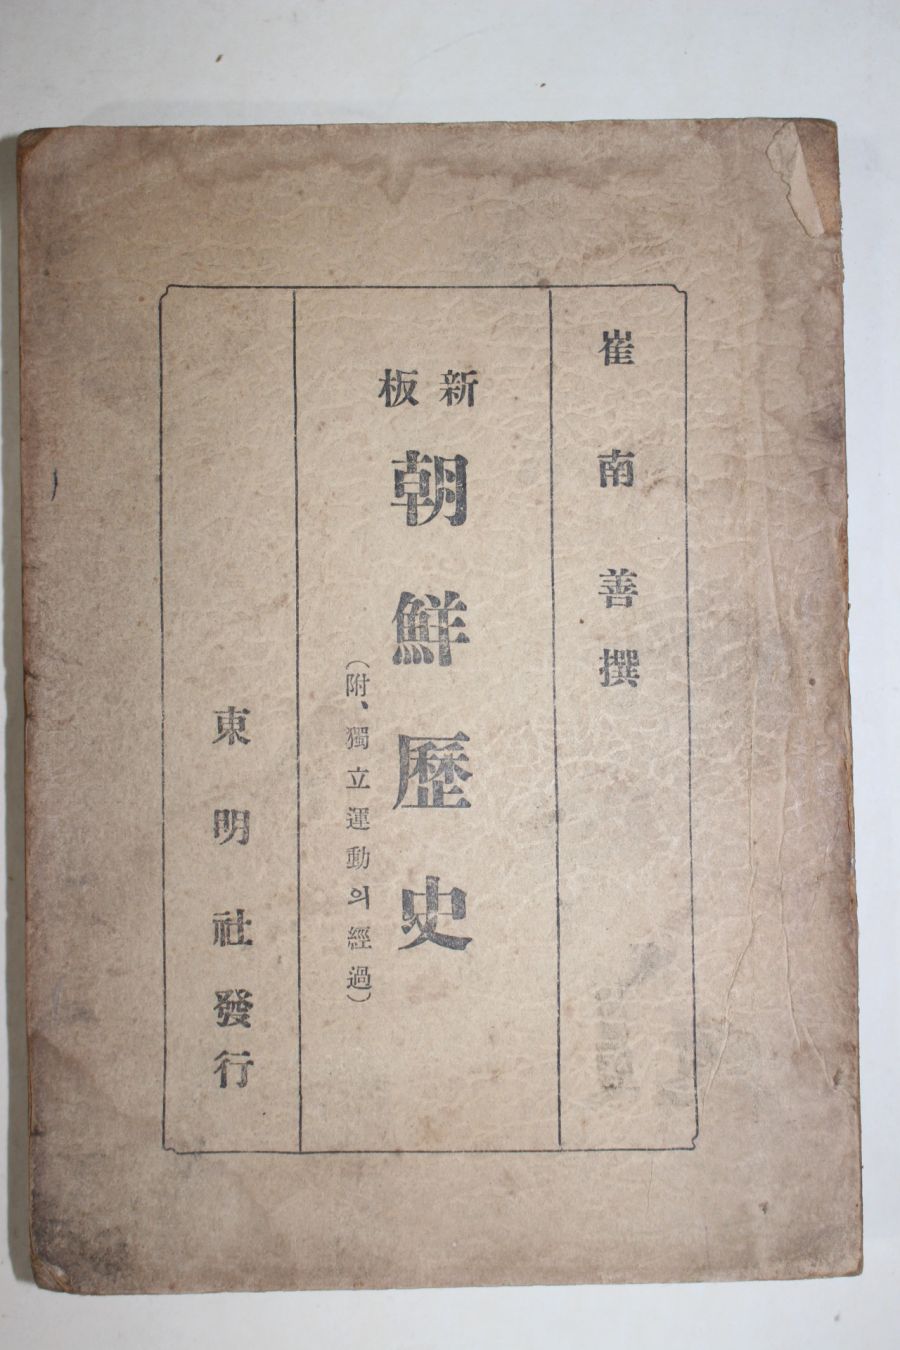 崔南善撰
新板
朝鮮歷史
(附、獨立運動의經過)
東明社發行